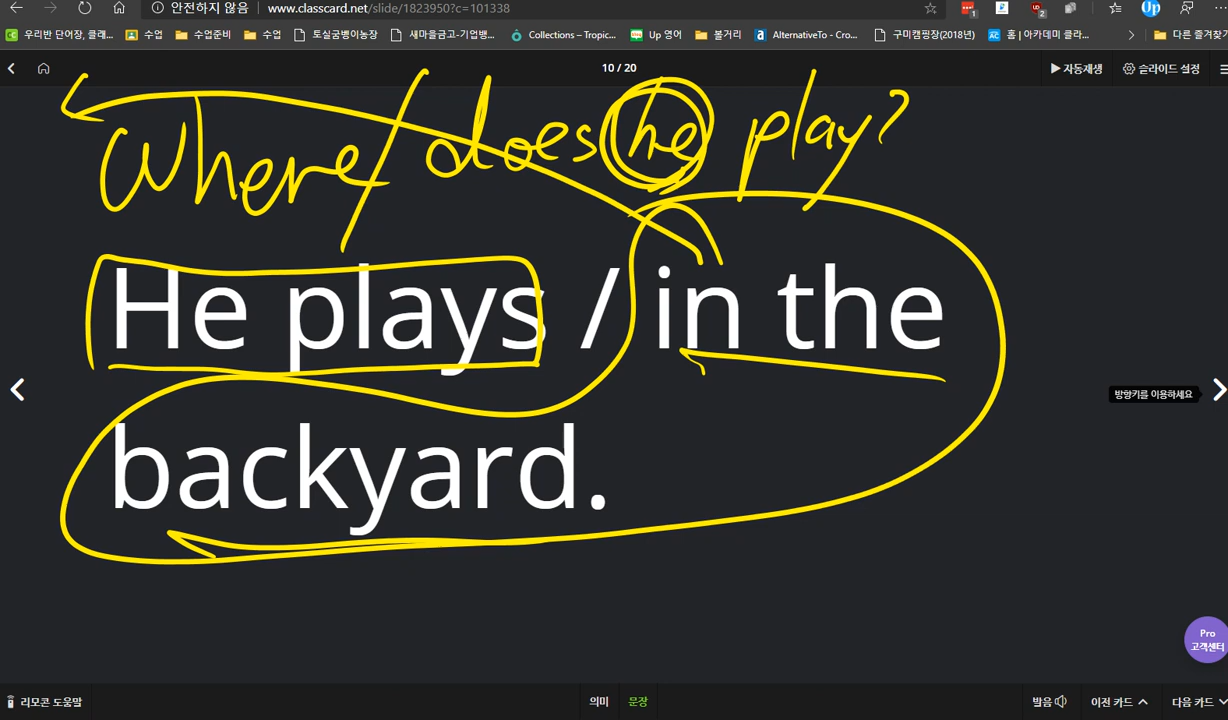 안전하지 않음 www.classcard.net/slide/1823950?c=101338
우리반 단어장, 클래... 수업 수업준비 수업 토실궁뱅이농장 새마을금고-기업뱅... Collections – Tropic... Up 영어 볼거리 AlternativeTo - Cro... 구미캠핑장(2018년) 홈 | 아카데미 클라... 다른 즐겨찾기
10 / 20 자동재생 슬라이드 설정
Where / does he play?
He plays / in the
backyard.
방향키를 이용하세요
Pro
고객센터
리모콘 도움말 의미 문장 발음 이전 카드 다음 카드